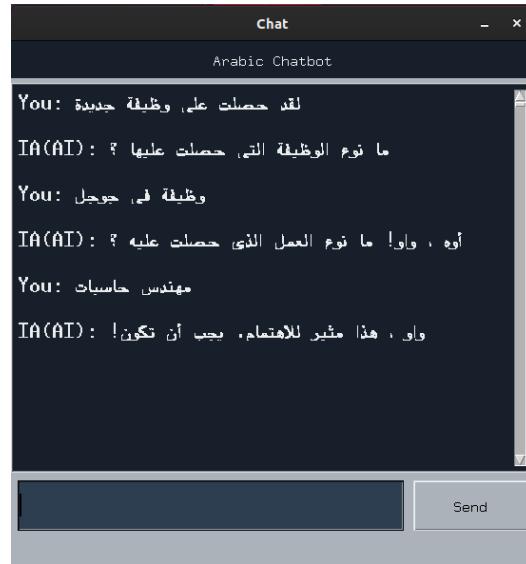 Chat
Arabic Chatbot
You: لقد حصلت على وظيفة جديدة
IA(AI): ما نوع الوظيفة التى حصلت عليها ؟
You: وظيفة فى جوجل
IA(AI): أوه ، واو! ما نوع العمل الذى حصلت عليه ؟
You: مهندس حاسبات
IA(AI): واو ، هذا مثير للاهتمام. يجب أن تكون!
Send